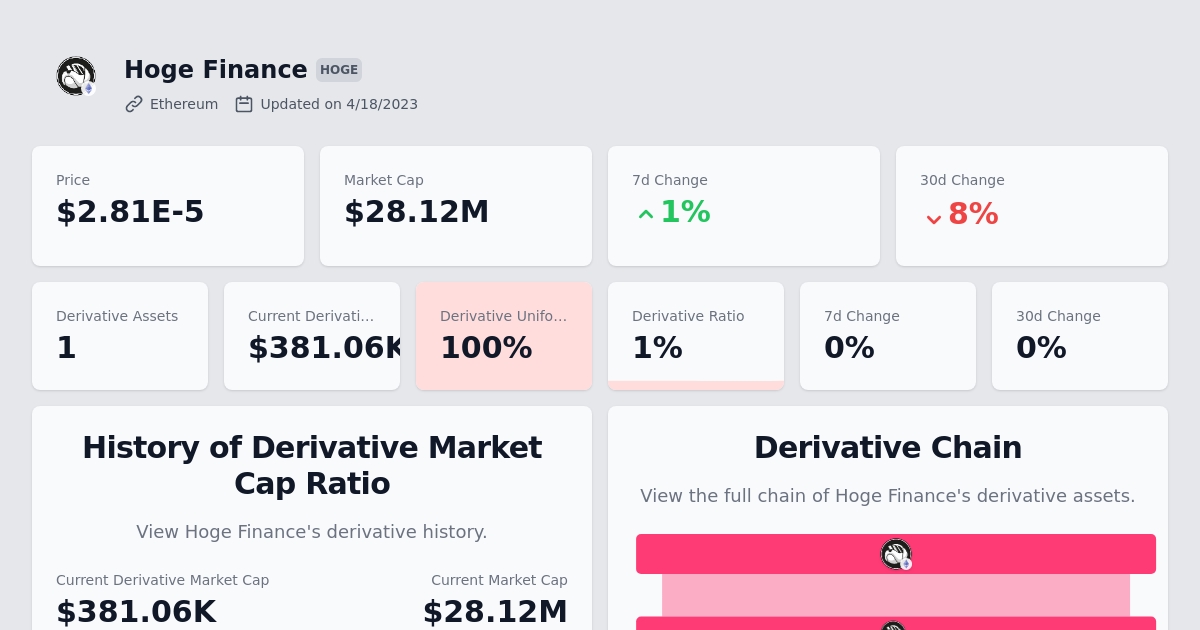 Hoge Finance HOGE
Ethereum Updated on 4/18/2023
Price
$2.81E-5
Market Cap
$28.12M
7d Change
1%
30d Change
8%
Derivative Assets
1
Current Derivati...
$381.06K
Derivative Unifo...
100%
Derivative Ratio
1%
7d Change
0%
30d Change
0%
History of Derivative Market
Cap Ratio
View Hoge Finance's derivative history.
Current Derivative Market Cap
$381.06K
Current Market Cap
$28.12M
Derivative Chain
View the full chain of Hoge Finance's derivative assets.